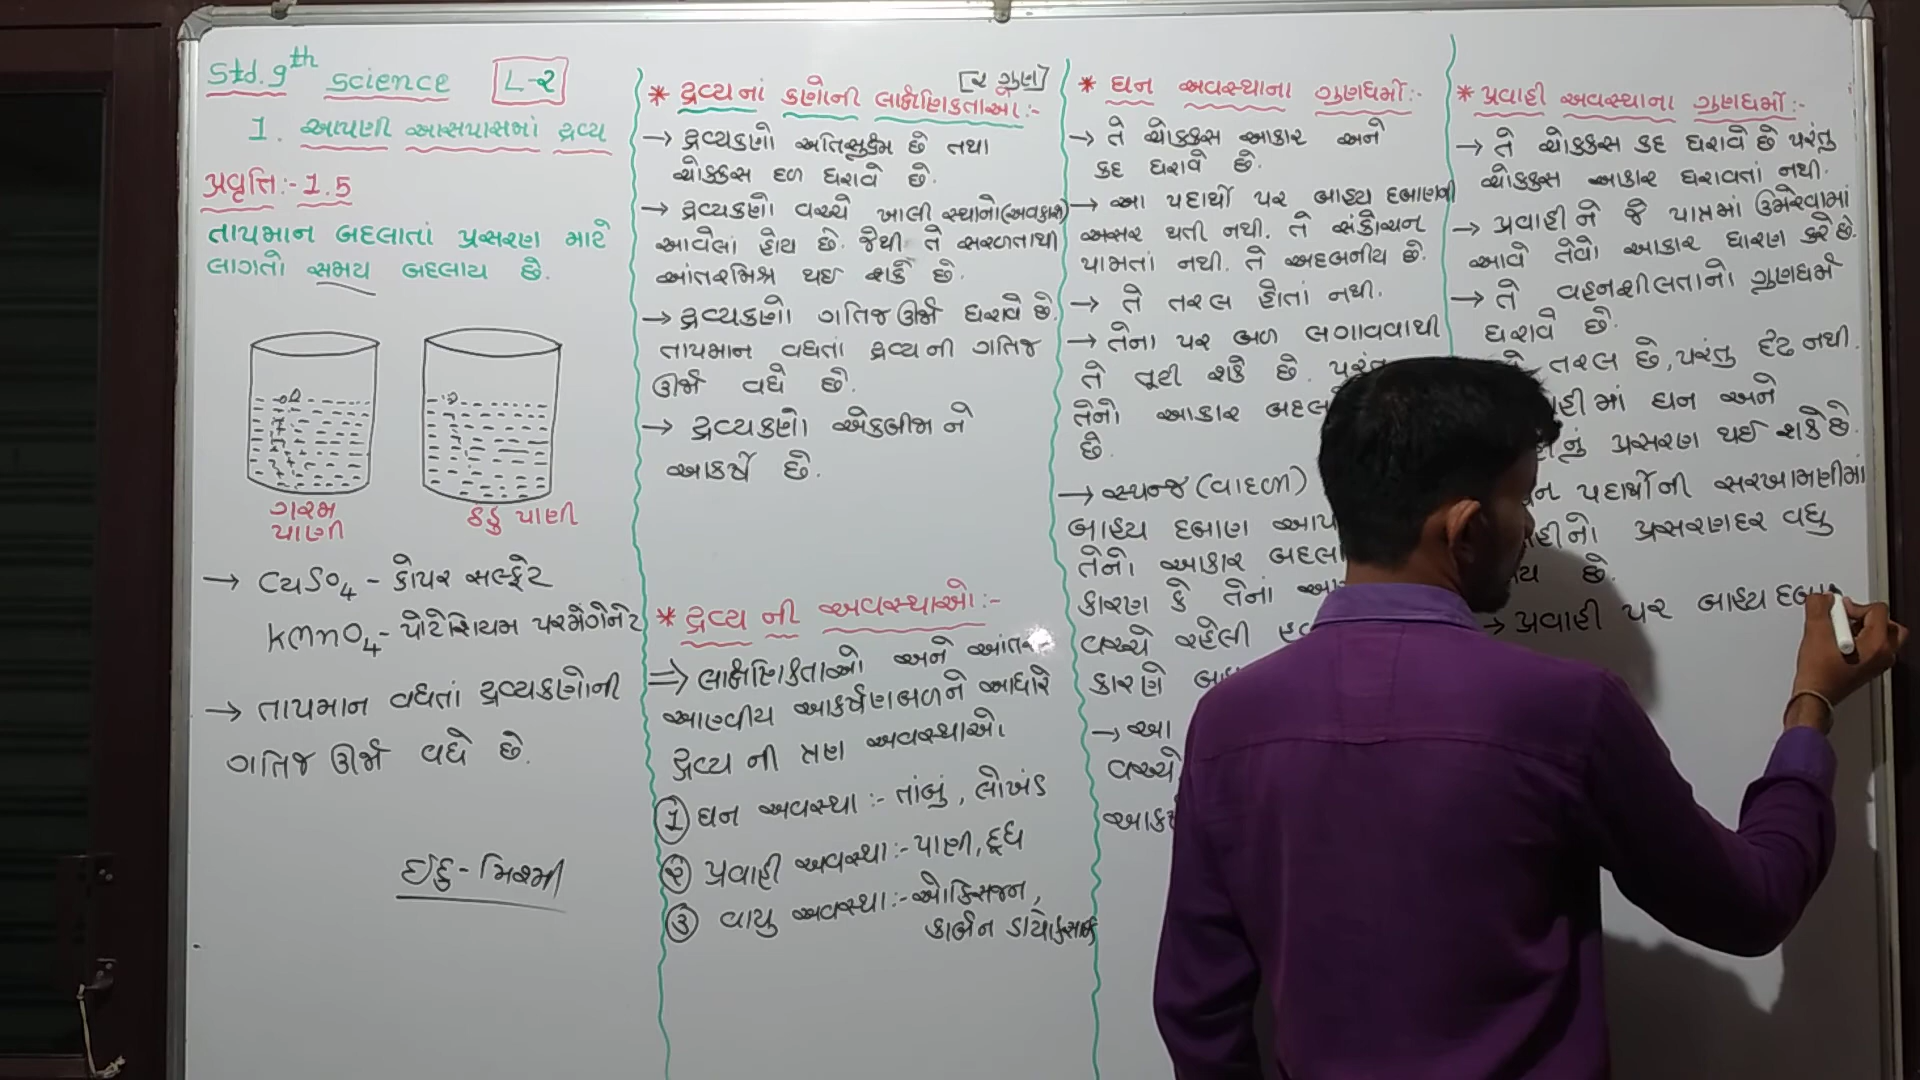 Std. 9th Science L-૨
1. આપણી આસપાસમાં દ્રવ્ય
પ્રવૃત્તિ:- 1.5
તાપમાન બદલાતાં પ્રસરણ માટે
લાગતો સમય બદલાય છે.
ગરમ
પાણી
ઠંડુ પાણી
→ CuSO4 - કોપર સલ્ફેટ
KMnO4 - પોટેશિયમ પરમેંગેનેટ
→ તાપમાન વધતાં દ્રવ્યકણોની
ગતિજ ઊર્જા વધે છે.
[૨ ગુણ]
* દ્રવ્યનાં કણોની લાક્ષણિકતાઓ:-
→ દ્રવ્યકણો અતિસૂક્ષ્મ છે તથા
ચોક્કસ દળ ધરાવે છે.
→ દ્રવ્યકણો વચ્ચે ખાલી સ્થાનો(અવકાશ)
આવેલાં હોય છે. જેથી તે સરળતાથી
આંતરમિશ્ર થઈ શકે છે.
→ દ્રવ્યકણો ગતિજ ઊર્જા ધરાવે છે.
તાપમાન વધતાં દ્રવ્ય ની ગતિજ
ઊર્જા વધે છે.
→ દ્રવ્યકણો એકબીજા ને
આકર્ષે છે.
* દ્રવ્ય ની અવસ્થાઓ:-
⇒ લાક્ષણિકતાઓ અને આંતર-
આણ્વીય આકર્ષણબળને આધારે
દ્રવ્ય ની ત્રણ અવસ્થાઓ
① ઘન અવસ્થા :- તાંબું, લોખંડ
② પ્રવાહી અવસ્થા:- પાણી, દૂધ
③ વાયુ અવસ્થા:- ઓક્સિજન,
કાર્બન ડાયોક્સાઈડ
* ઘન અવસ્થાના ગુણધર્મો:-
→ તે ચોક્કસ આકાર અને
કદ ધરાવે છે.
→ આ પદાર્થો પર બાહ્ય દબાણની
અસર થતી નથી. તે સંકોચન
પામતાં નથી. તે અદબનીય છે.
→ તે તરલ હોતાં નથી.
→ તેના પર બળ લગાવવાથી
તે તૂટી શકે છે. પરંતુ
તેનો આકાર
છે.
→ સ્પન્જ (વાદળી)
બાહ્ય દબાણ
તેનો આકાર
કારણ કે તેનાં
વચ્ચે રહેલી
કારણે
→ આ
વચ્ચે
* પ્રવાહી અવસ્થાના ગુણધર્મો:-
→ તે ચોક્કસ કદ ધરાવે છે પરંતુ
ચોક્કસ આકાર ધરાવતાં નથી.
→ પ્રવાહીને જે પાત્રમાં ઉમેરવામાં
આવે તેવો આકાર ધારણ કરે છે.
→ તે વહનશીલતાનો ગુણધર્મ
ધરાવે છે.
તરલ છે, પરંતુ દૃઢ નથી.
ઘન અને
પ્રસરણ થઈ શકે છે.
પદાર્થોની સરખામણીમાં
પ્રસરણદર વધુ
છે.
→ પ્રવાહી પર બાહ્ય